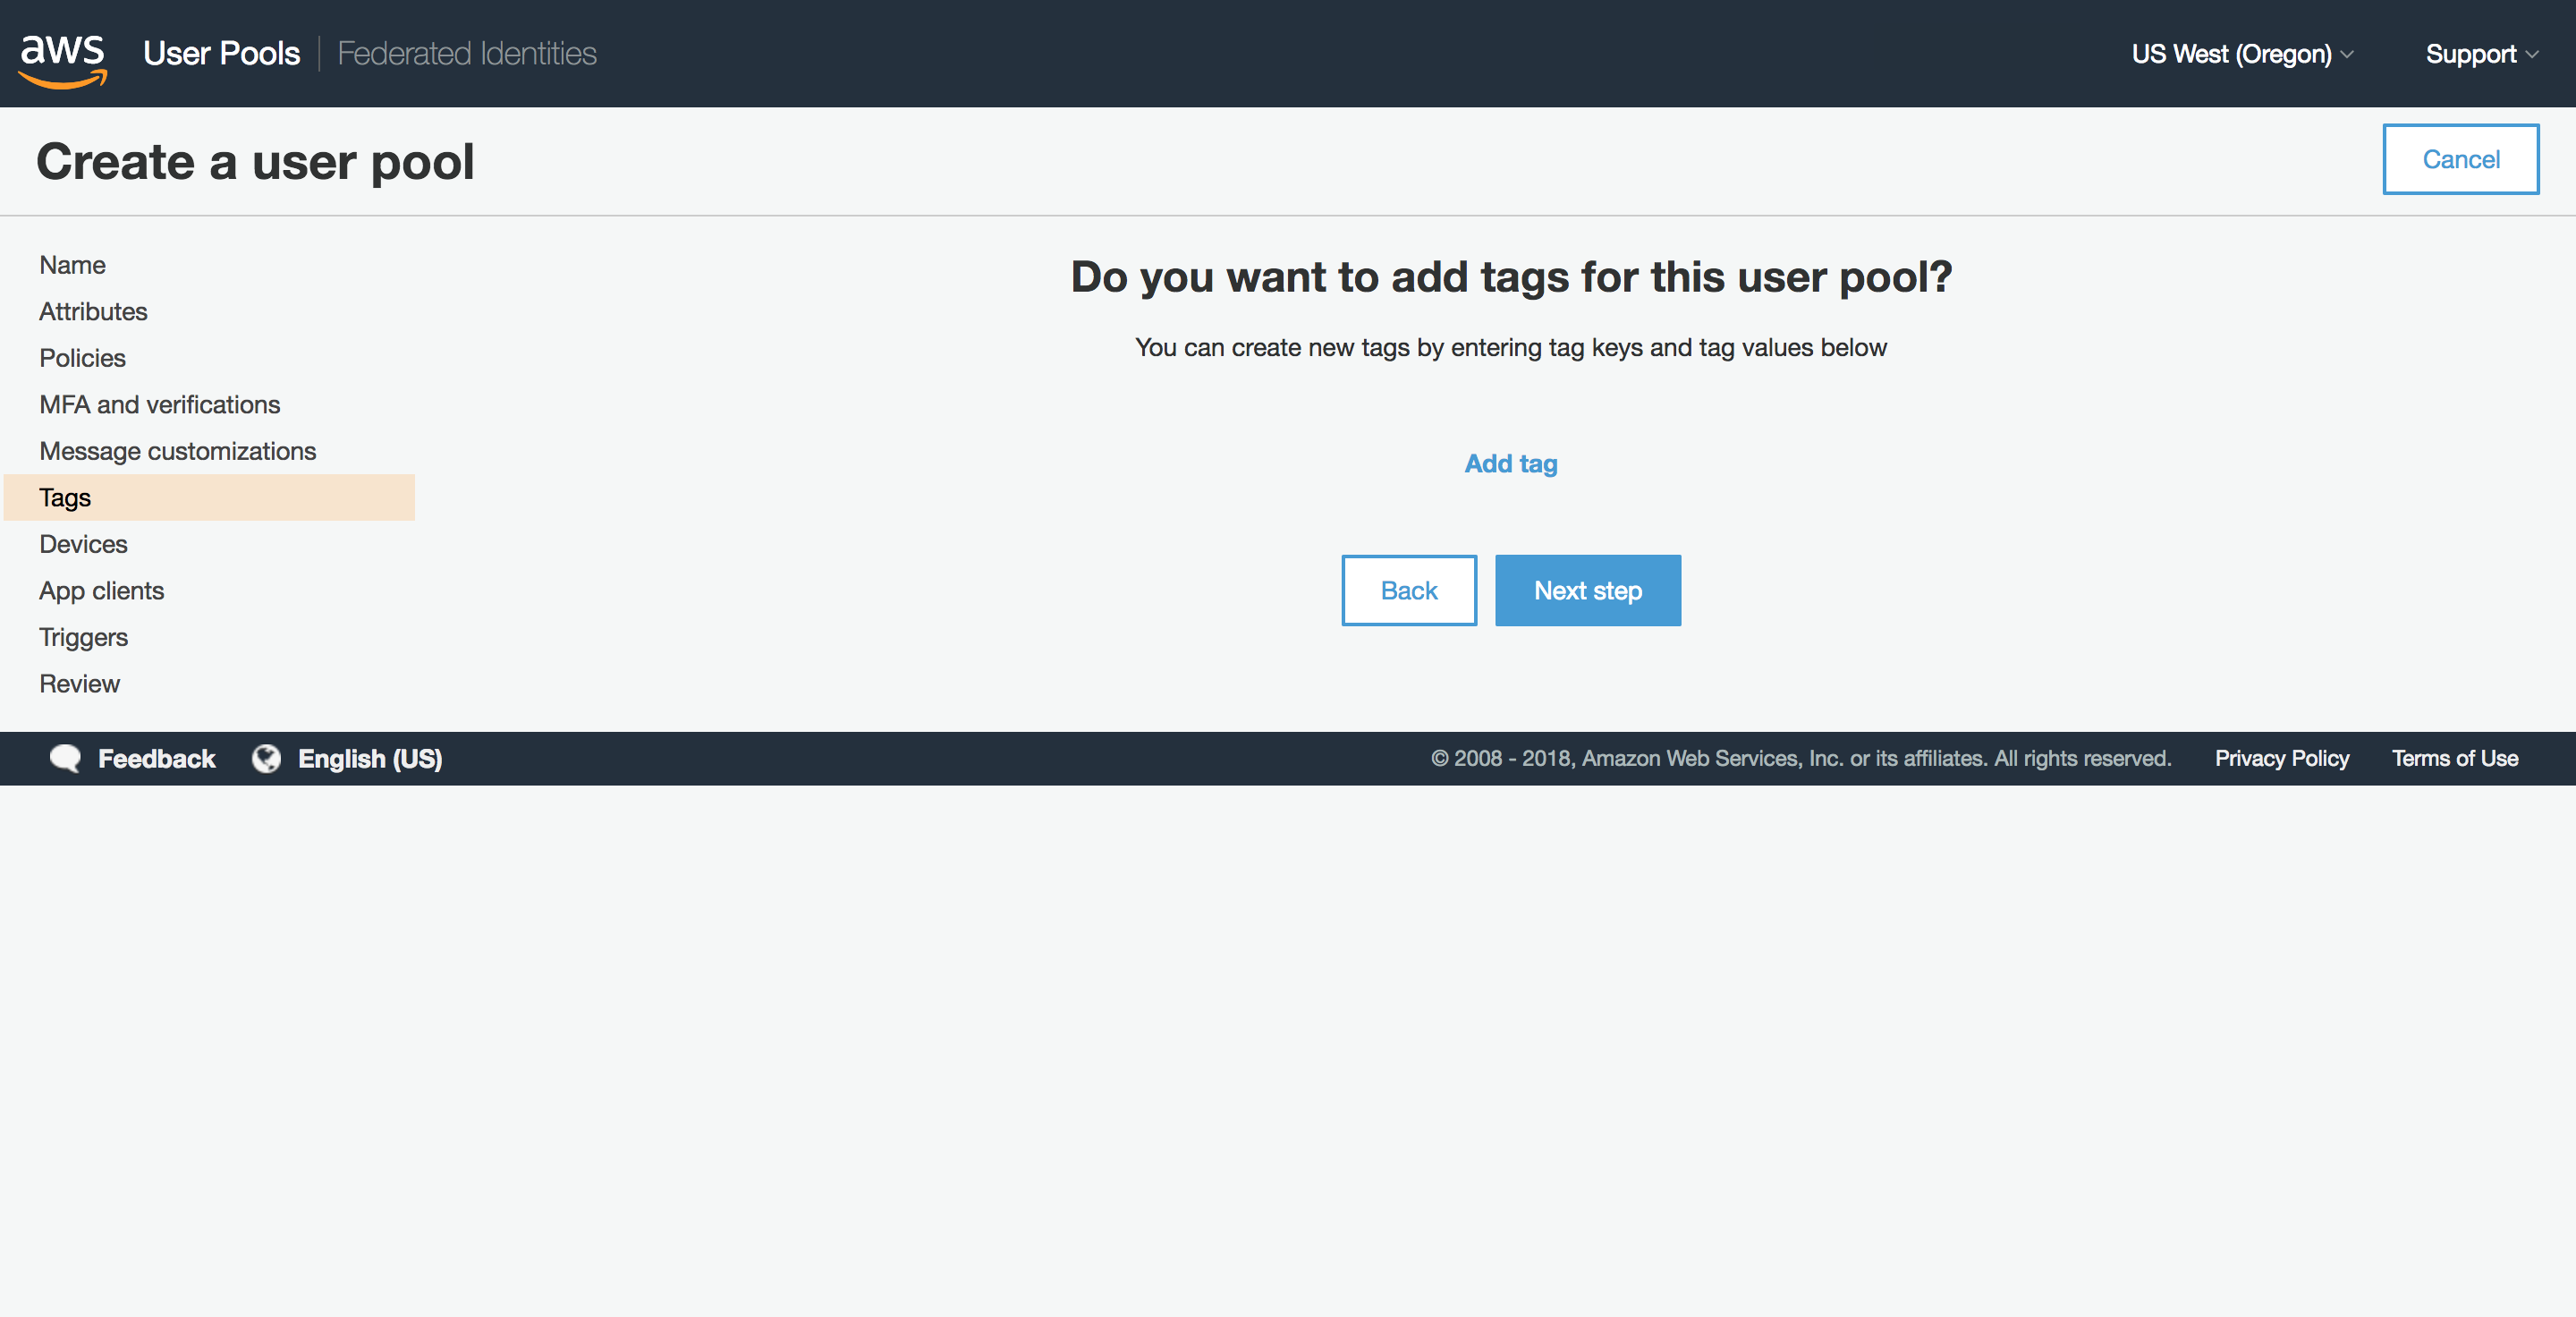 aws
User Pools
Federated Identities
US West (Oregon)
Support
Create a user pool
Cancel
Name
Attributes
Policies
MFA and verifications
Message customizations
Tags
Devices
App clients
Triggers
Review
Do you want to add tags for this user pool?
You can create new tags by entering tag keys and tag values below
Add tag
Back
Next step
Feedback
English (US)
© 2008 - 2018, Amazon Web Services, Inc. or its affiliates. All rights reserved.
Privacy Policy
Terms of Use